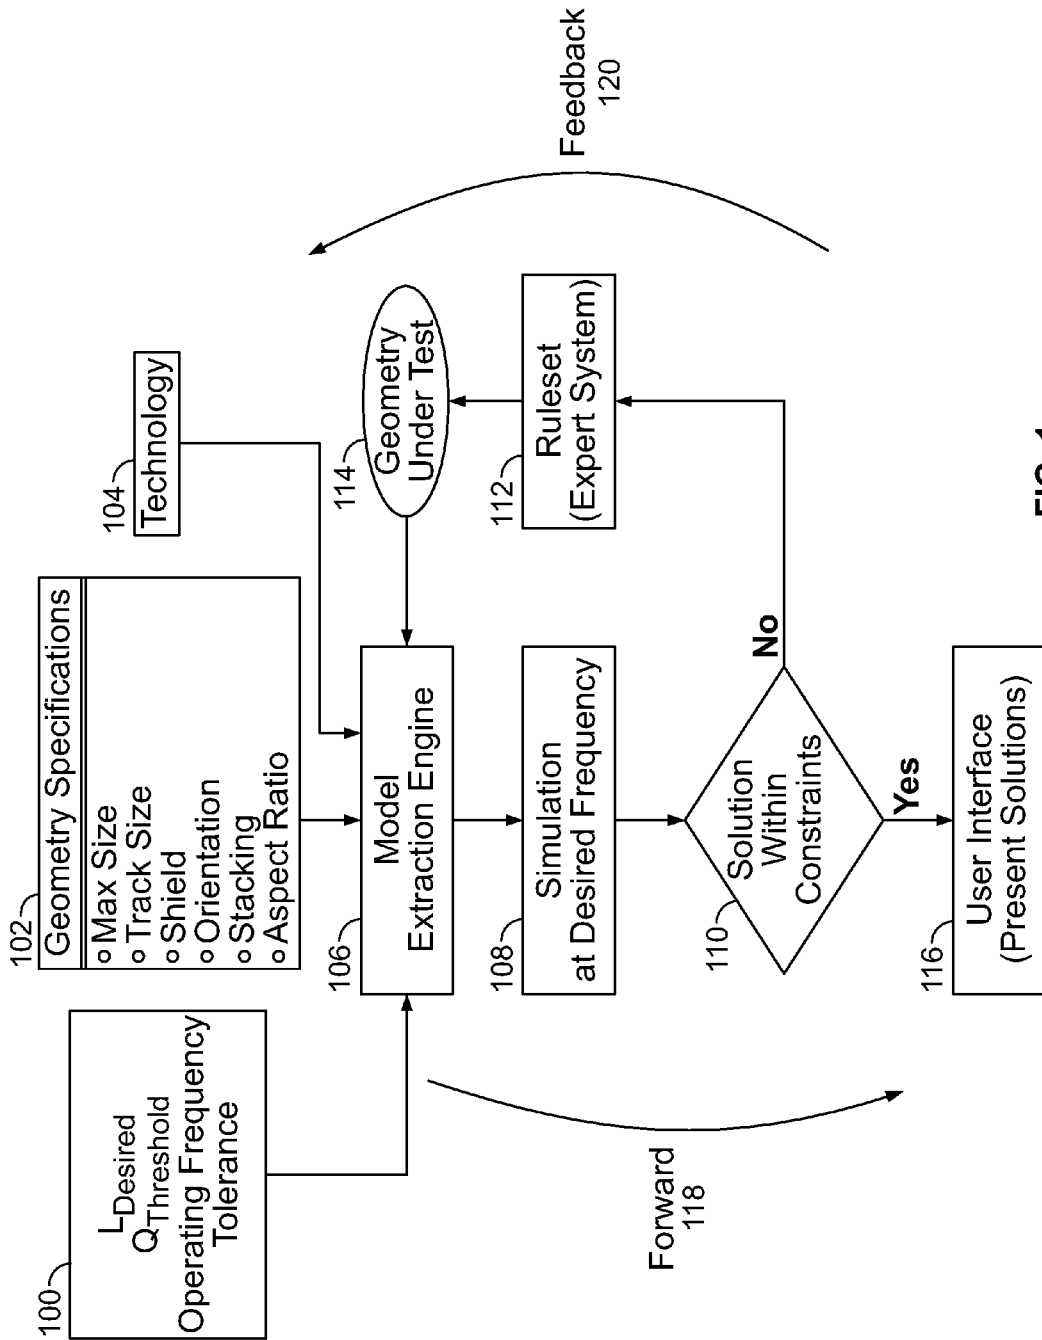 100
L Desired
Q Threshold
Operating Frequency
Tolerance
102
Geometry Specifications
Max Size
Track Size
Shield
Orientation
Stacking
Aspect Ratio
104
Technology
106
Model
Extraction Engine
114
Geometry
Under Test
108
Simulation
at Desired Frequency
112
Ruleset
(Expert System)
110
Solution
Within
Constraints
No
Yes
116
User Interface
(Present Solutions)
Forward
118
Feedback
120